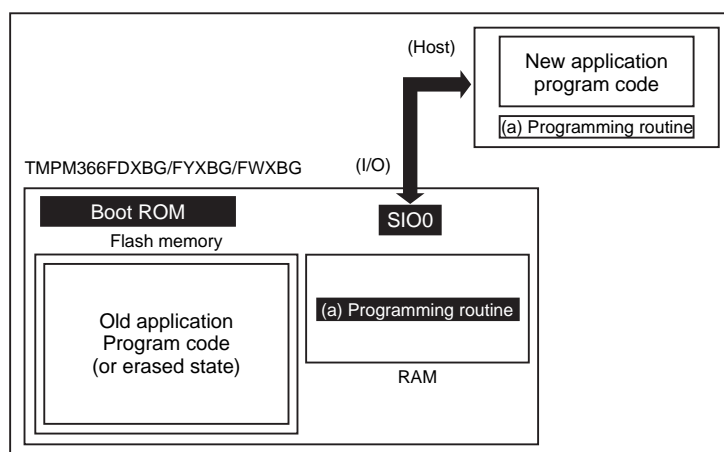 (Host)
New application
program code
(a) Programming routine
TMPM366FDXBG/FYXBG/FWXBG
(I/O)
Boot ROM
SIO0
Flash memory
Old application
Program code
(or erased state)
(a) Programming routine
RAM